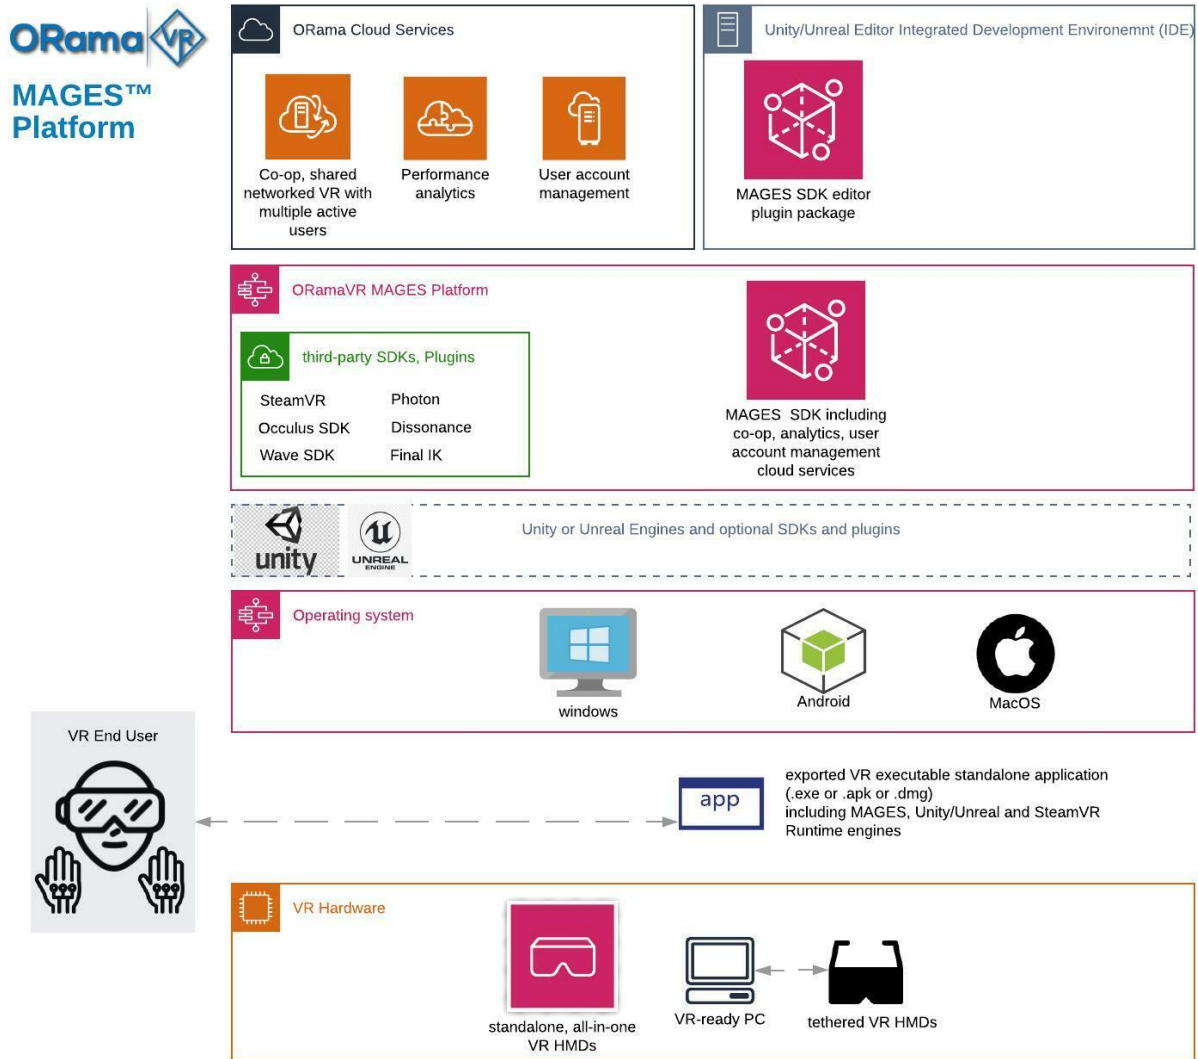 ORama VR
MAGES™
Platform
ORama Cloud Services
Co-op, shared
networked VR with
multiple active
users
Performance
analytics
User account
management
Unity/Unreal Editor Integrated Development Environemnt (IDE)
MAGES SDK editor
plugin package
ORamaVR MAGES Platform
third-party SDKs, Plugins
SteamVR
Photon
Occulus SDK
Dissonance
Wave SDK
Final IK
MAGES SDK including
co-op, analytics, user
account management
cloud services
unity
UNREAL
ENGINE
Unity or Unreal Engines and optional SDKs and plugins
Operating system
windows
Android
MacOS
VR End User
app
exported VR executable standalone application
(.exe or .apk or .dmg)
including MAGES, Unity/Unreal and SteamVR
Runtime engines
VR Hardware
standalone, all-in-one
VR HMDs
VR-ready PC
tethered VR HMDs